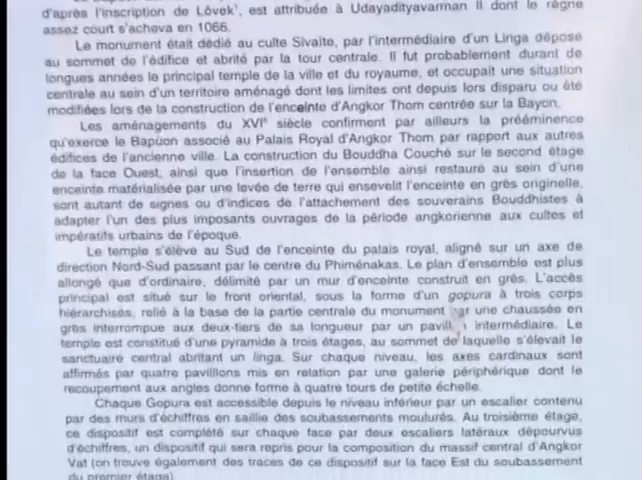 d'après l'inscription de Lôvek¹, est attribuée à Udayadityavarman II dont le règne
assez court s'acheva en 1066.
Le monument était dédié au culte Sivaïte, par l'intermédiaire d'un Linga déposé
au sommet de l'édifice et abrité par la tour centrale. Il fut probablement durant de
longues années le principal temple de la ville et du royaume, et occupait une situation
centrale au sein d'un territoire aménagé dont les limites ont depuis lors disparu ou été
modifiées lors de la construction de l'enceinte d'Angkor Thom centrée sur la Bayon.
Les aménagements du XVIᵉ siècle confirment par ailleurs la prééminence
qu'exerce le Bapuon associé au Palais Royal d'Angkor Thom par rapport aux autres
édifices de l'ancienne ville. La construction du Bouddha Couché sur le second étage
de la face Ouest, ainsi que l'insertion de l'ensemble ainsi restauré au sein d'une
enceinte matérialisée par une levée de terre qui ensevelit l'enceinte en grès originelle,
sont autant de signes ou d'indices de l'attachement des souverains Bouddhistes à
adapter l'un des plus imposants ouvrages de la période angkorienne aux cultes et
impératifs urbains de l'époque.
Le temple s'élève au Sud de l'enceinte du palais royal, aligné sur un axe de
direction Nord-Sud passant par le centre du Phiménakas. Le plan d'ensemble est plus
allongé que d'ordinaire, délimité par un mur d'enceinte construit en grès. L'accès
principal est situé sur le front oriental, sous la forme d'un gopura à trois corps
hiérarchisés, relié à la base de la partie centrale du monument par une chaussée en
grès interrompue aux deux-tiers de sa longueur par un pavillon intermédiaire. Le
temple est constitué d'une pyramide à trois étages, au sommet de laquelle s'élevait le
sanctuaire central abritant un linga. Sur chaque niveau, les axes cardinaux sont
affirmés par quatre pavillons mis en relation par une galerie périphérique dont le
recoupement aux angles donne forme à quatre tours de petite échelle.
Chaque Gopura est accessible depuis le niveau inférieur par un escalier contenu
par des murs d'échiffres en saillie des soubassements moulurés. Au troisième étage,
ce dispositif est complété sur chaque face par deux escaliers latéraux dépourvus
d'échiffres, un dispositif qui sera repris pour la composition du massif central d'Angkor
Vat (on trouve également des traces de ce dispositif sur la face Est du soubassement
du premier étage)